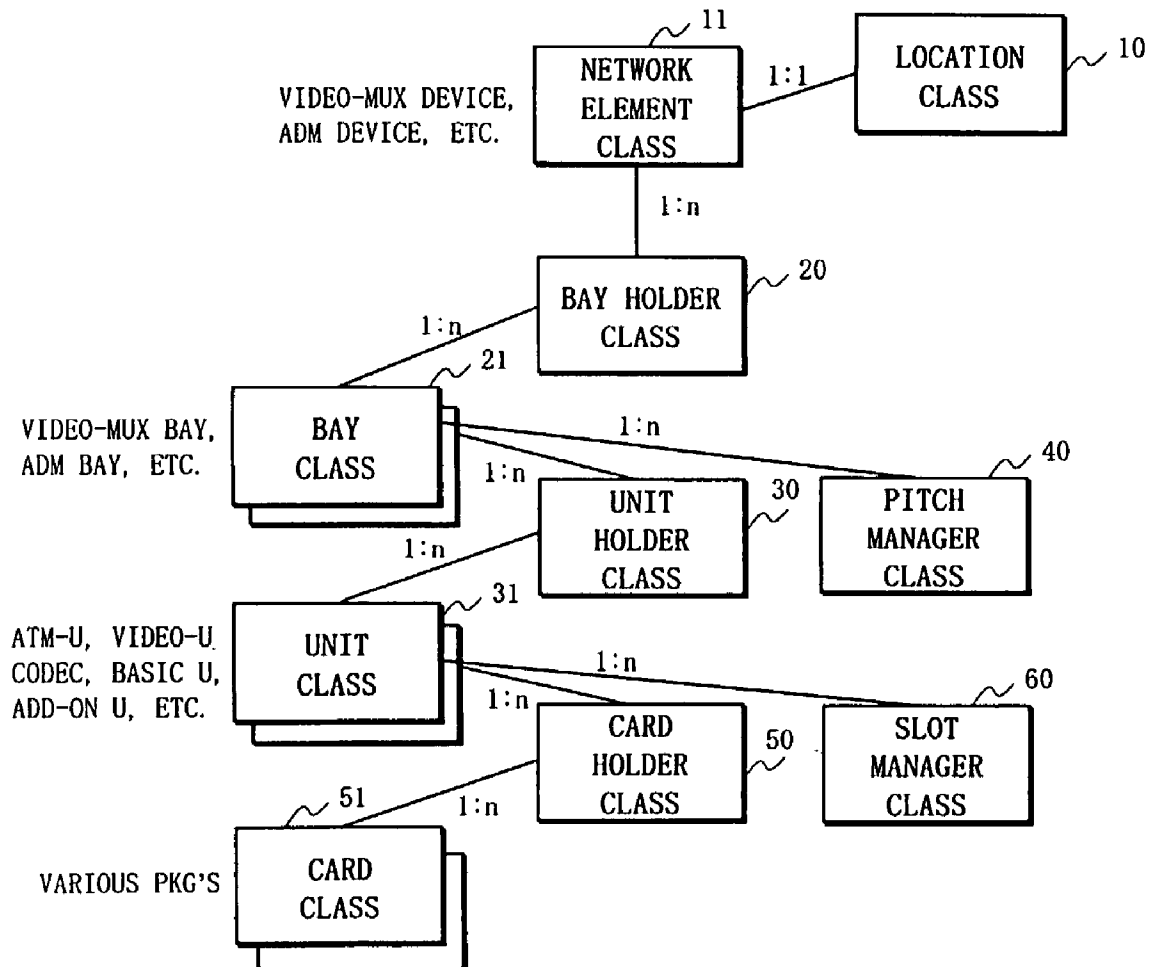 11
NETWORK
ELEMENT
CLASS
1:1
LOCATION
CLASS
10
VIDEO-MUX DEVICE,
ADM DEVICE, ETC.
1:n
20
BAY HOLDER
CLASS
1:n
21
BAY
CLASS
VIDEO-MUX BAY,
ADM BAY, ETC.
1:n
1:n
30
UNIT
HOLDER
CLASS
40
PITCH
MANAGER
CLASS
1:n
31
UNIT
CLASS
ATM-U, VIDEO-U
CODEC, BASIC U,
ADD-ON U, ETC.
1:n
1:n
50
CARD
HOLDER
CLASS
60
SLOT
MANAGER
CLASS
1:n
51
CARD
CLASS
VARIOUS PKG'S